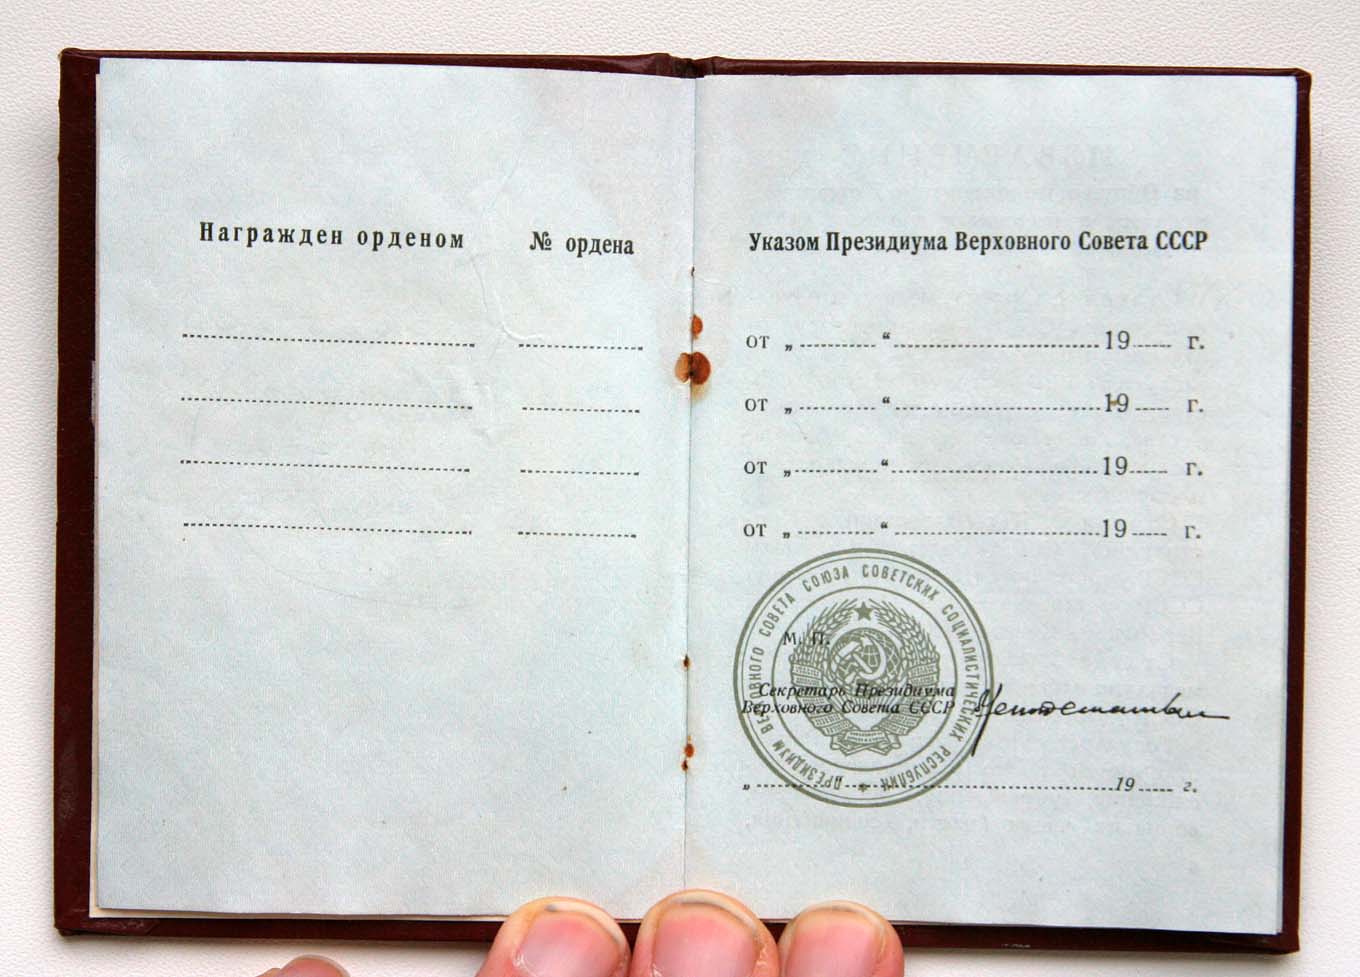 Награжден орденом № ордена
Указом Президиума Верховного Совета СССР
от „ “ 19 г.
от „ “ 19 г.
от „ “ 19 г.
от „ “ 19 г.
ПРЕЗИДИУМ ВЕРХОВНОГО СОВЕТА СОЮЗА СОВЕТСКИХ СОЦИАЛИСТИЧЕСКИХ РЕСПУБЛИК
М. П.
Секретарь Президиума
Верховного Совета СССР
„ 19 г.